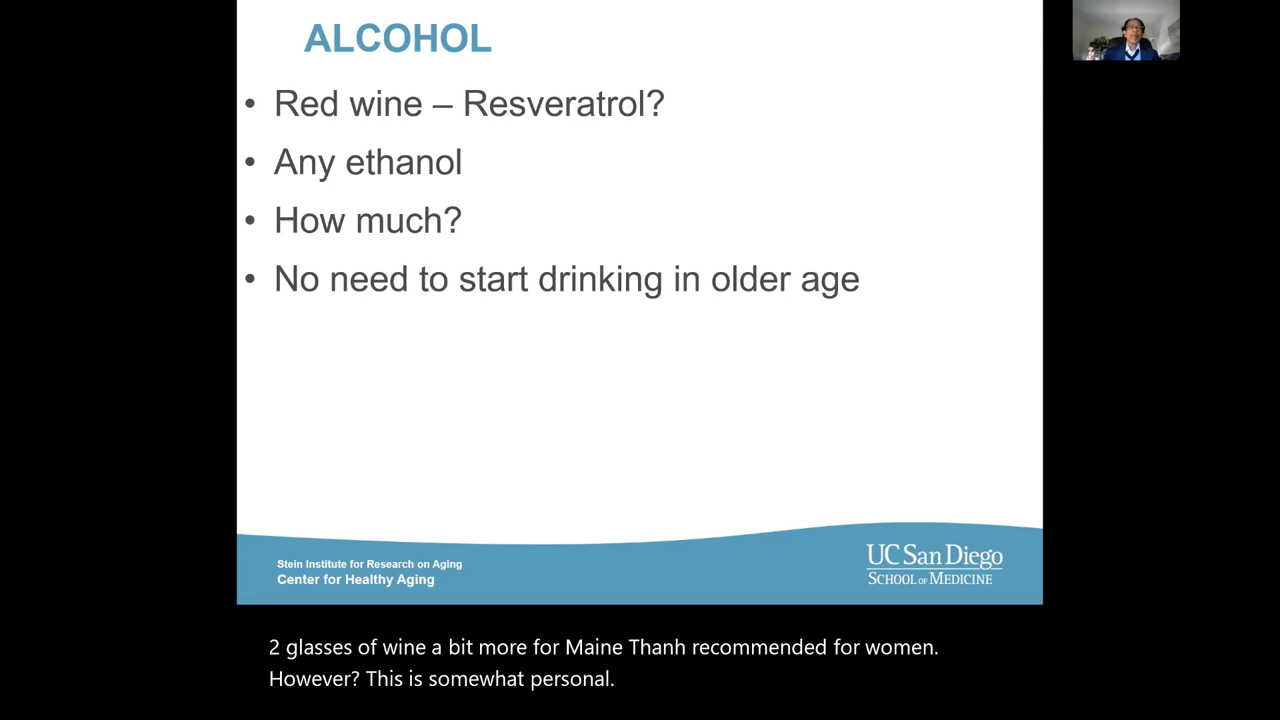 ALCOHOL
• Red wine – Resveratrol?
• Any ethanol
• How much?
• No need to start drinking in older age
Stein Institute for Research on Aging
Center for Healthy Aging
UC San Diego
SCHOOL OF MEDICINE
2 glasses of wine a bit more for Maine Thanh recommended for women.
However? This is somewhat personal.